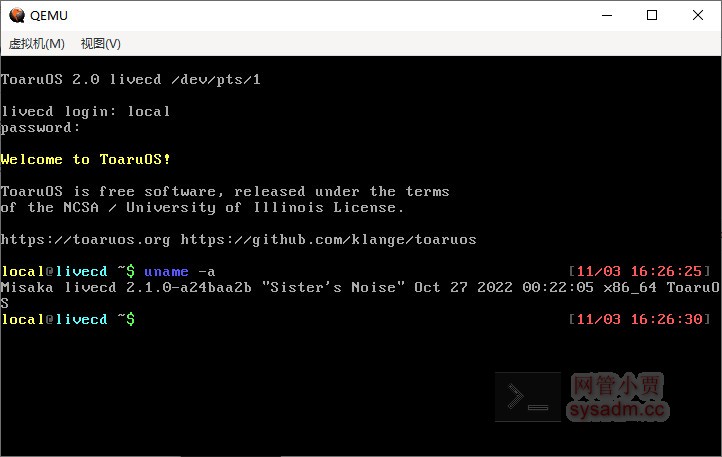 QEMU
虚拟机(M) 视图(V)
ToaruOS 2.0 livecd /dev/pts/1
livecd login: local
password:
Welcome to ToaruOS!
ToaruOS is free software, released under the terms
of the NCSA / University of Illinois License.
https://toaruos.org https://github.com/klange/toaruos
local@livecd ~$ uname -a [11/03 16:26:25]
Misaka livecd 2.1.0-a24baa2b "Sister's Noise" Oct 27 2022 00:22:05 x86_64 ToaruO
S
local@livecd ~$ [11/03 16:26:30]
网管小贾
sysadm.cc